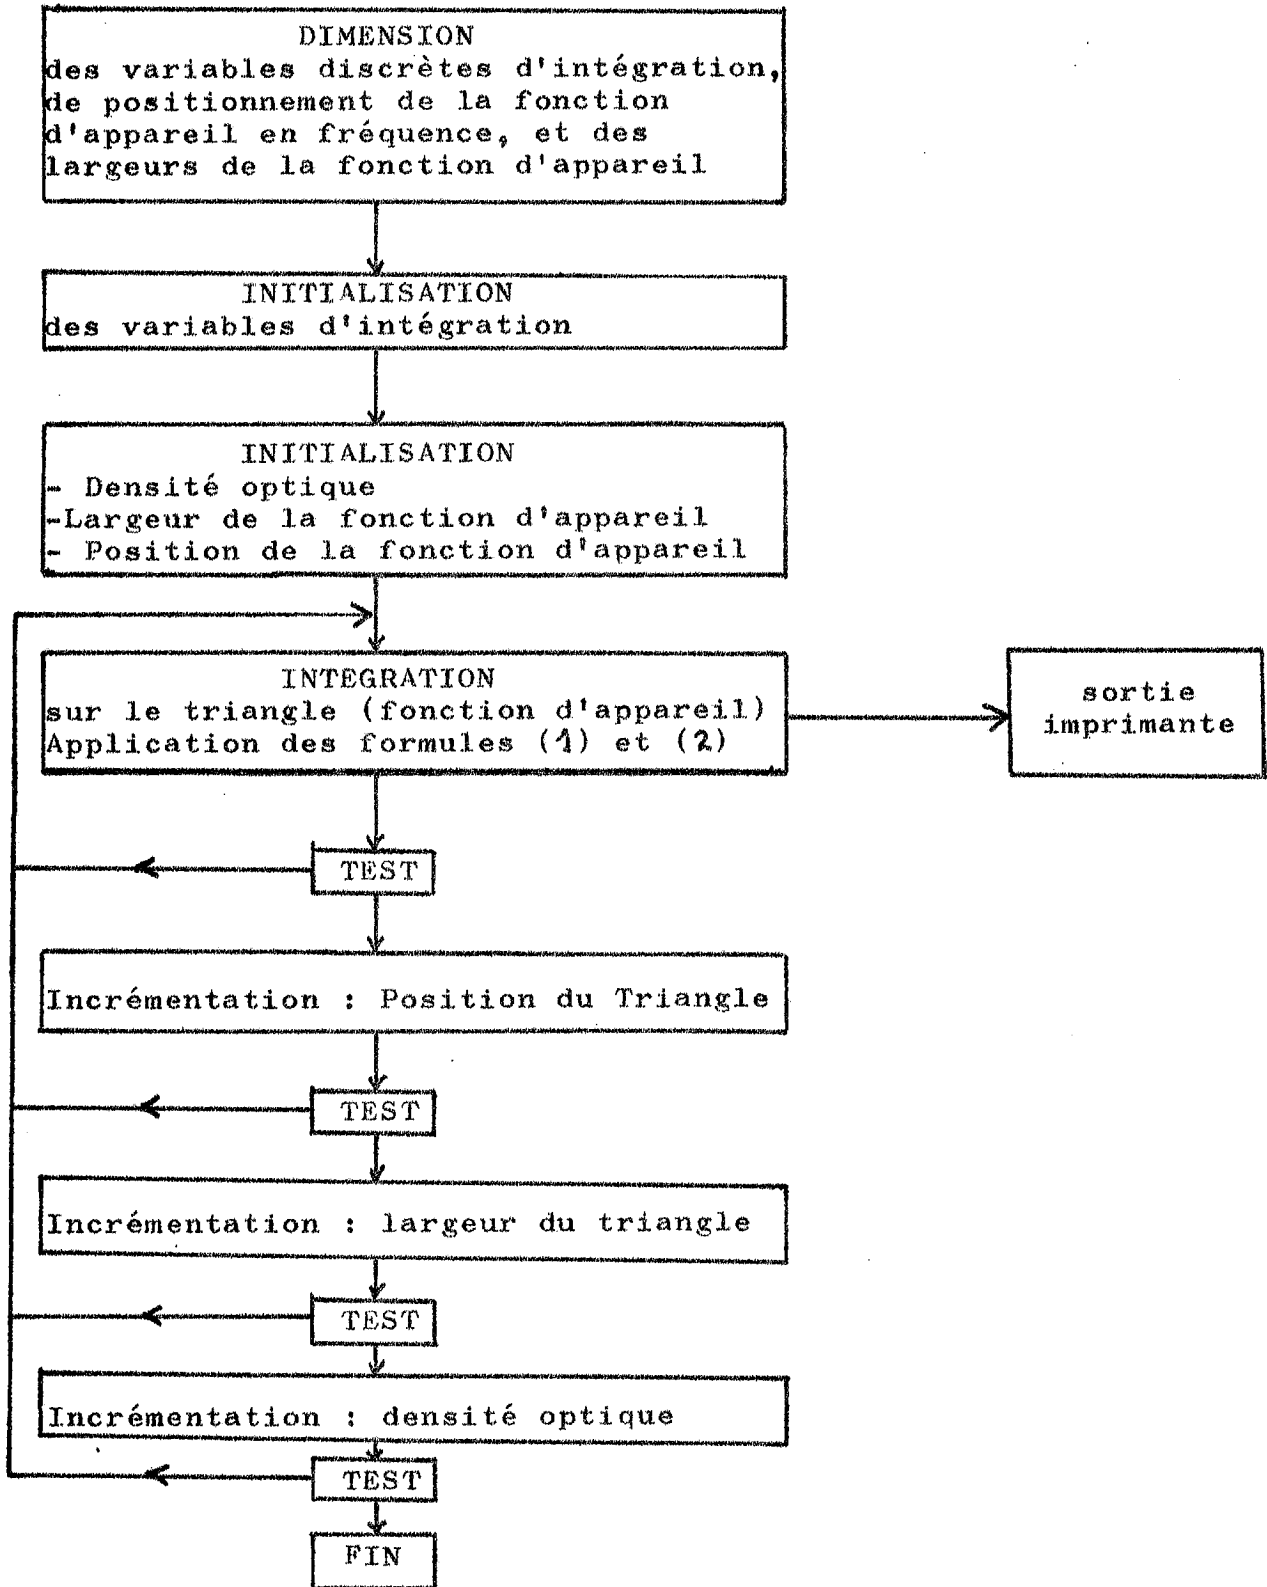 DIMENSION
des variables discrètes d'intégration,
de positionnement de la fonction
d'appareil en fréquence, et des
largeurs de la fonction d'appareil
INITIALISATION
des variables d'intégration
INITIALISATION
- Densité optique
-Largeur de la fonction d'appareil
- Position de la fonction d'appareil
INTEGRATION
sur le triangle (fonction d'appareil)
Application des formules (1) et (2)
sortie
imprimante
TEST
Incrémentation : Position du Triangle
TEST
Incrémentation : largeur du triangle
TEST
Incrémentation : densité optique
TEST
FIN